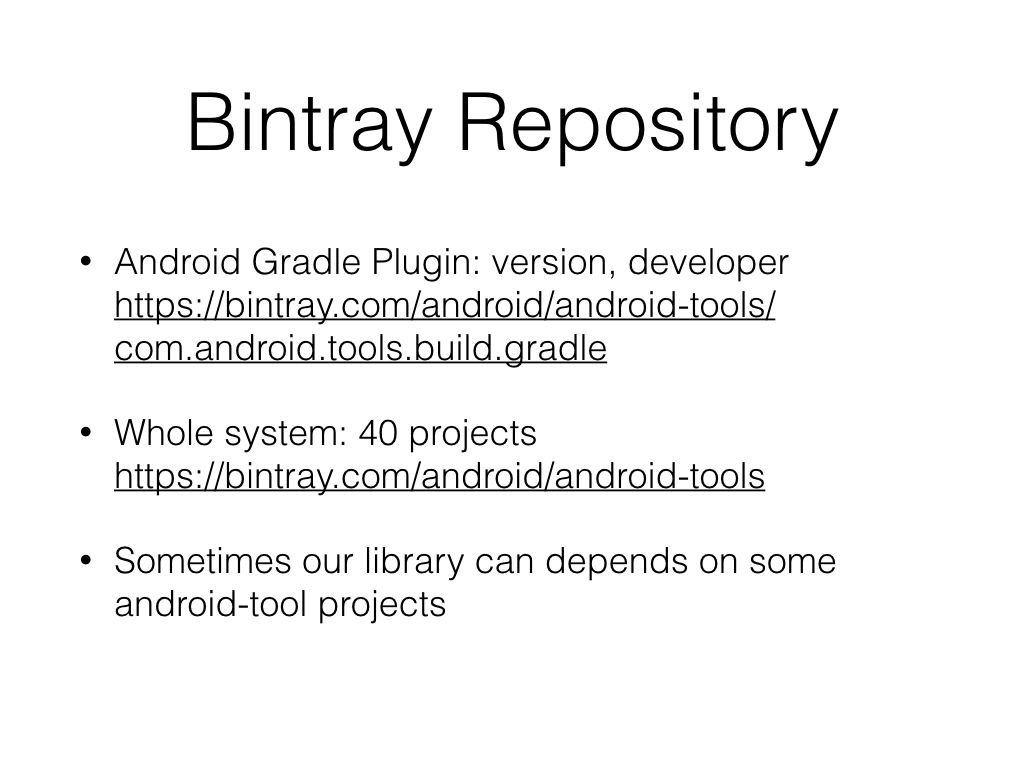 Bintray Repository
• Android Gradle Plugin: version, developer
https://bintray.com/android/android-tools/
com.android.tools.build.gradle
• Whole system: 40 projects
https://bintray.com/android/android-tools
• Sometimes our library can depends on some
android-tool projects